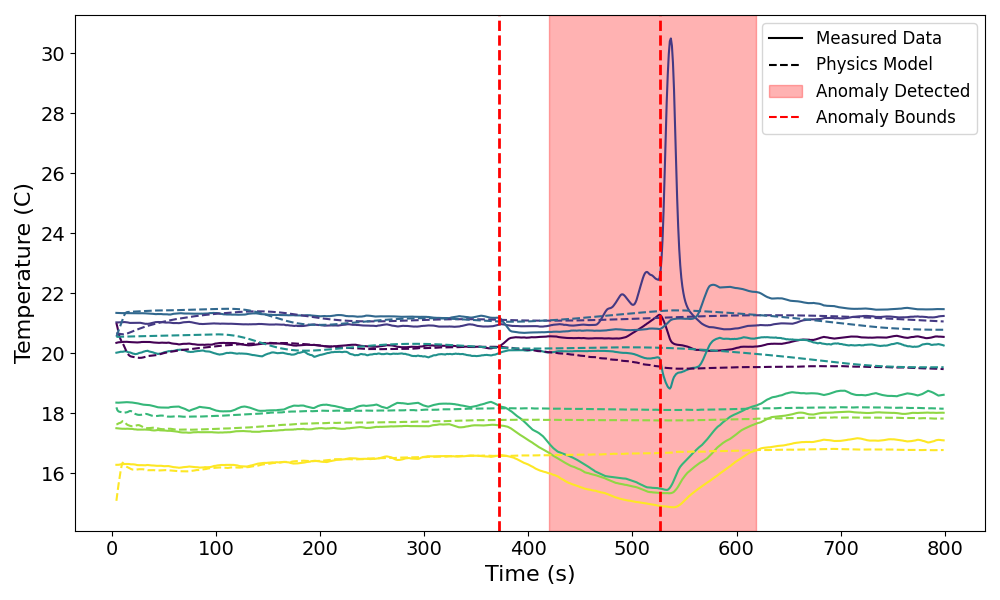 Temperature (C)
30
28
26
24
22
20
18
16
Measured Data
Physics Model
Anomaly Detected
Anomaly Bounds
0 100 200 300 400 500 600 700 800
Time (s)